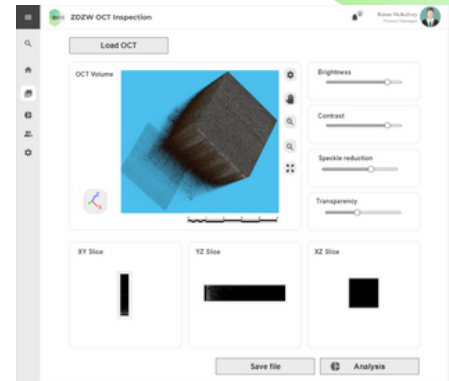 ZDZW OCT Inspection
Load OCT
OCT Volume
Brightness
Contrast
Speckle reduction
Transparency
XY Slice
YZ Slice
XZ Slice
Save file
Analysis